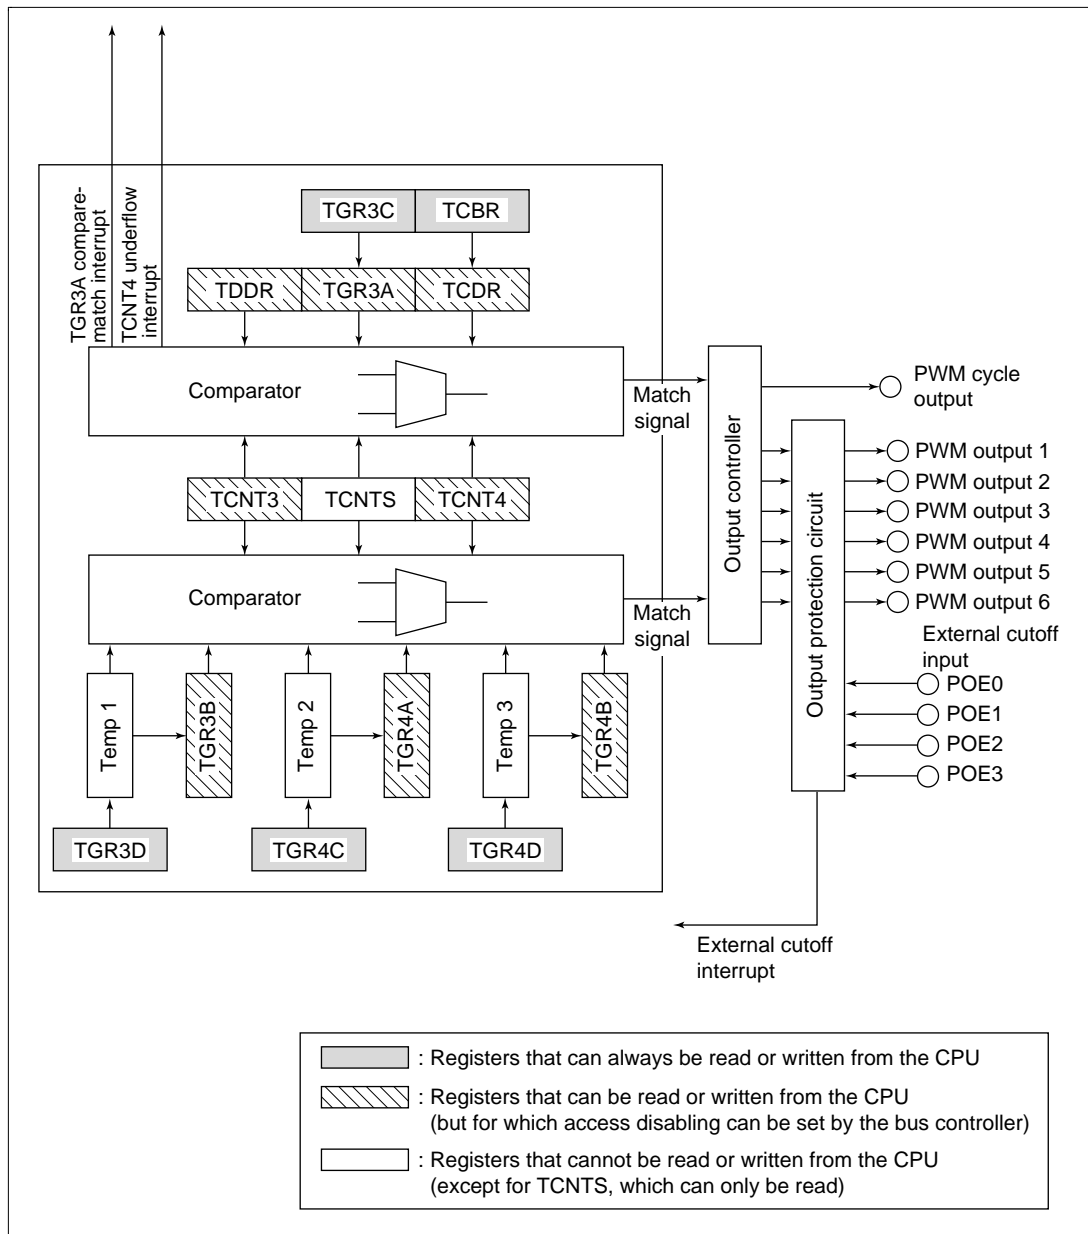 TGR3A compare-
match interrupt
TCNT4 underflow
interrupt
TGR3C
TCBR
TDDR
TGR3A
TCDR
Comparator
Match
signal
PWM cycle
output
Output controller
Output protection circuit
PWM output 1
PWM output 2
PWM output 3
PWM output 4
PWM output 5
PWM output 6
TCNT3
TCNTS
TCNT4
Comparator
Match
signal
External cutoff
input
POE0
POE1
POE2
POE3
Temp 1
TGR3B
Temp 2
TGR4A
Temp 3
TGR4B
TGR3D
TGR4C
TGR4D
External cutoff
interrupt
: Registers that can always be read or written from the CPU
: Registers that can be read or written from the CPU
(but for which access disabling can be set by the bus controller)
: Registers that cannot be read or written from the CPU
(except for TCNTS, which can only be read)